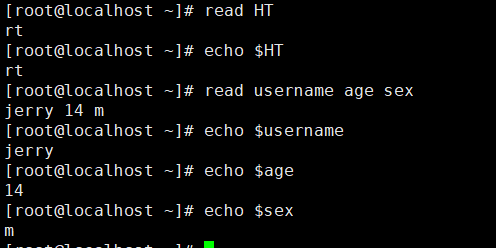 [root@localhost ~]# read HT
rt
[root@localhost ~]# echo $HT
rt
[root@localhost ~]# read username age sex
jerry 14 m
[root@localhost ~]# echo $username
jerry
[root@localhost ~]# echo $age
14
[root@localhost ~]# echo $sex
m
[root@localhost ~]#